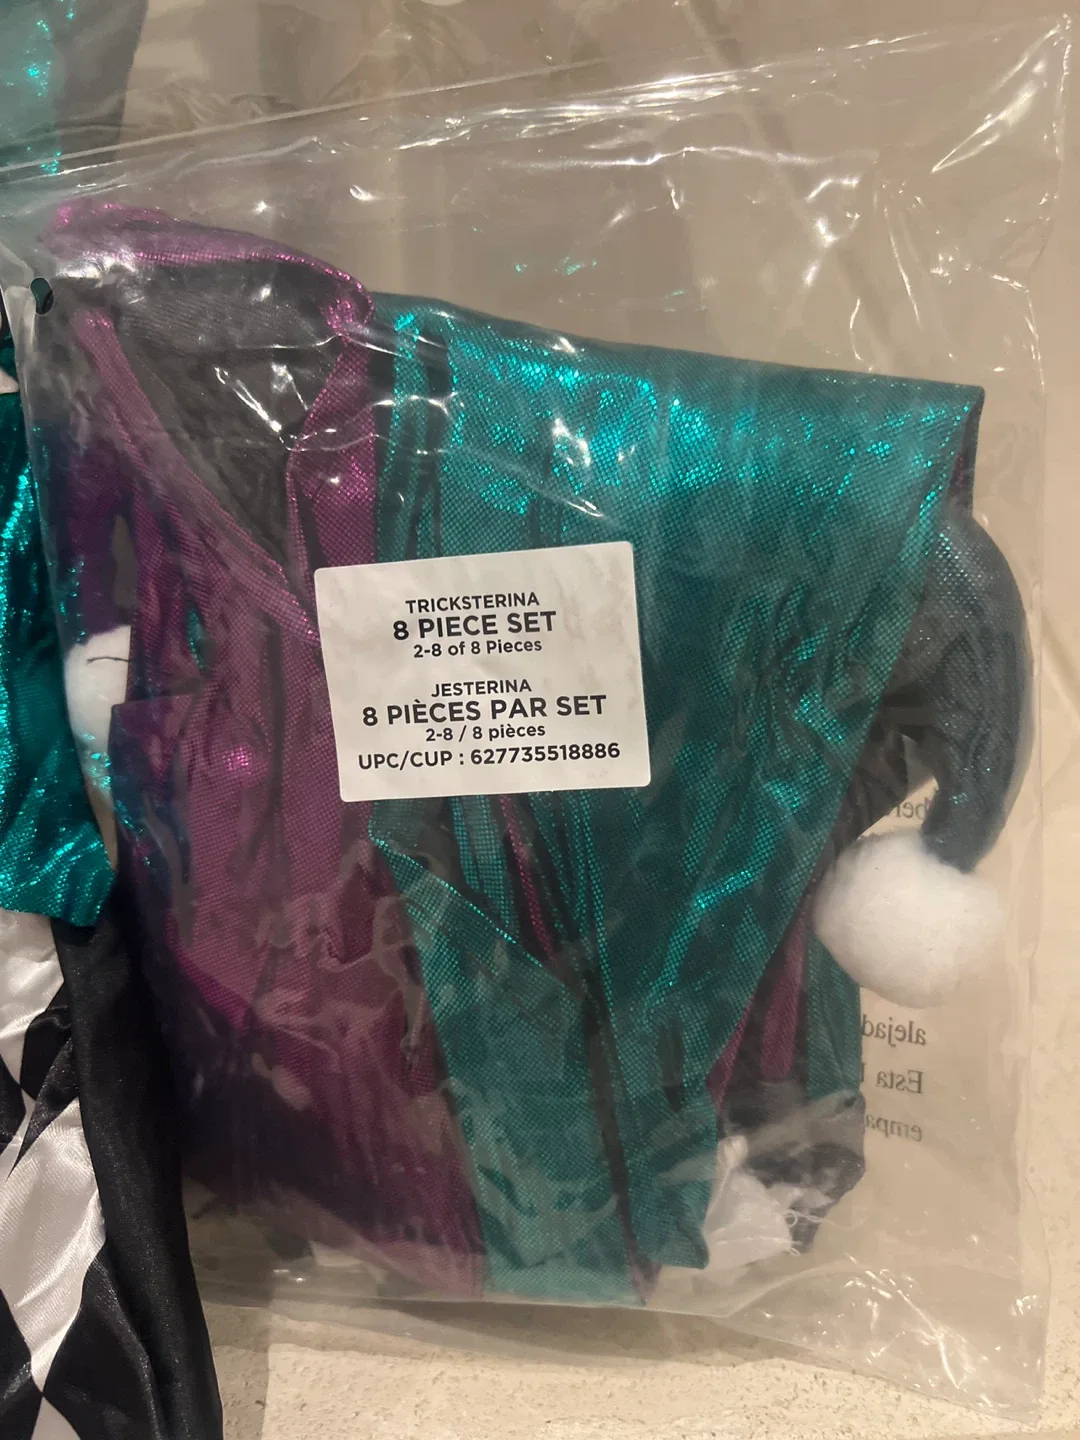 TRICKSTERINA
8 PIECE SET
2-8 of 8 Pieces
JESTERINA
8 PIÈCES PAR SET
2-8 / 8 pièces
UPC/CUP : 627735518886
alejad
Esta
empa